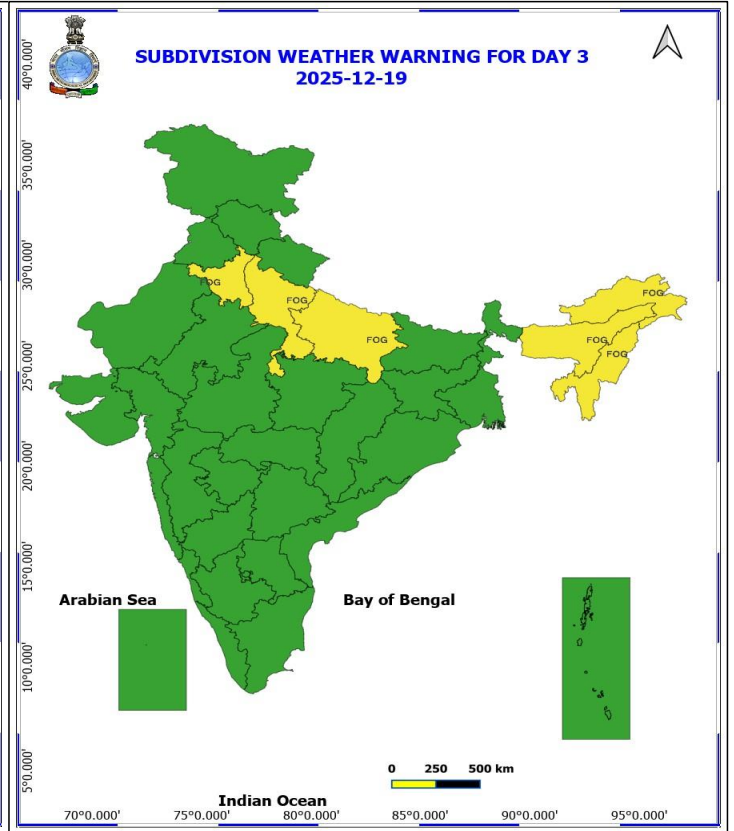 SUBDIVISION WEATHER WARNING FOR DAY 3
2025-12-19
40°0.000'
35°0.000'
30°0.000'
25°0.000'
20°0.000'
15°0.000'
10°0.000'
5°0.000'
FOG
FOG
FOG
FOG
FOG
FOG
Arabian Sea
Bay of Bengal
0 250 500 km
Indian Ocean
70°0.000' 75°0.000' 80°0.000' 85°0.000' 90°0.000' 95°0.000'